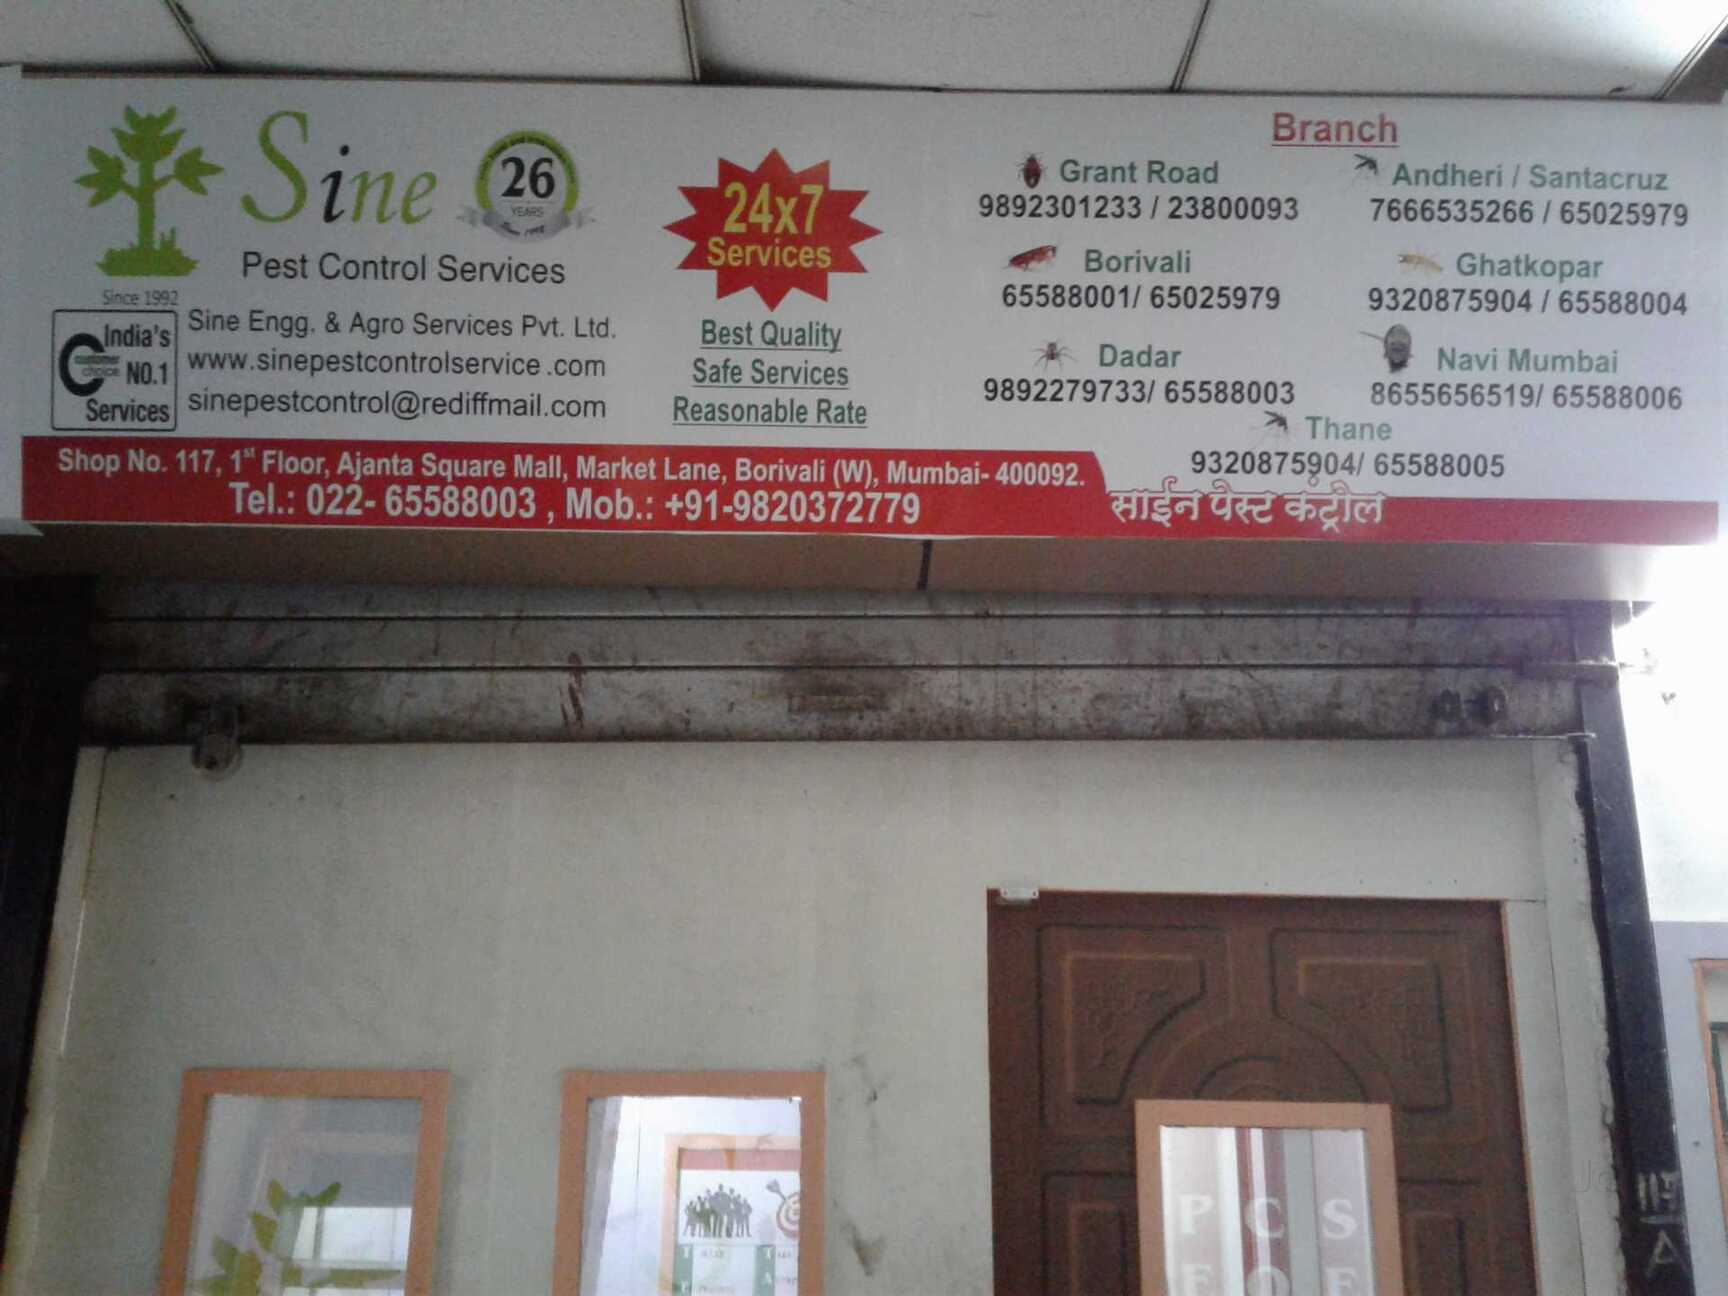 Sine
26
YEARS
Pest Control Services
Since 1992
India's
customer
choice
NO.1
Services
Sine Engg. & Agro Services Pvt. Ltd.
www.sinepestcontrolservice.com
sinepestcontrol@rediffmail.com
24x7
Services
Best Quality
Safe Services
Reasonable Rate
Branch
Grant Road
9892301233 / 23800093
Andheri / Santacruz
7666535266 / 65025979
Borivali
65588001/ 65025979
Ghatkopar
9320875904 / 65588004
Dadar
9892279733/ 65588003
Navi Mumbai
8655656519/ 65588006
Thane
9320875904/ 65588005
Shop No. 117, 1st Floor, Ajanta Square Mall, Market Lane, Borivali (W), Mumbai- 400092.
Tel.: 022- 65588003 , Mob.: +91-9820372779
साईन पेस्ट कंट्रौल
P C S